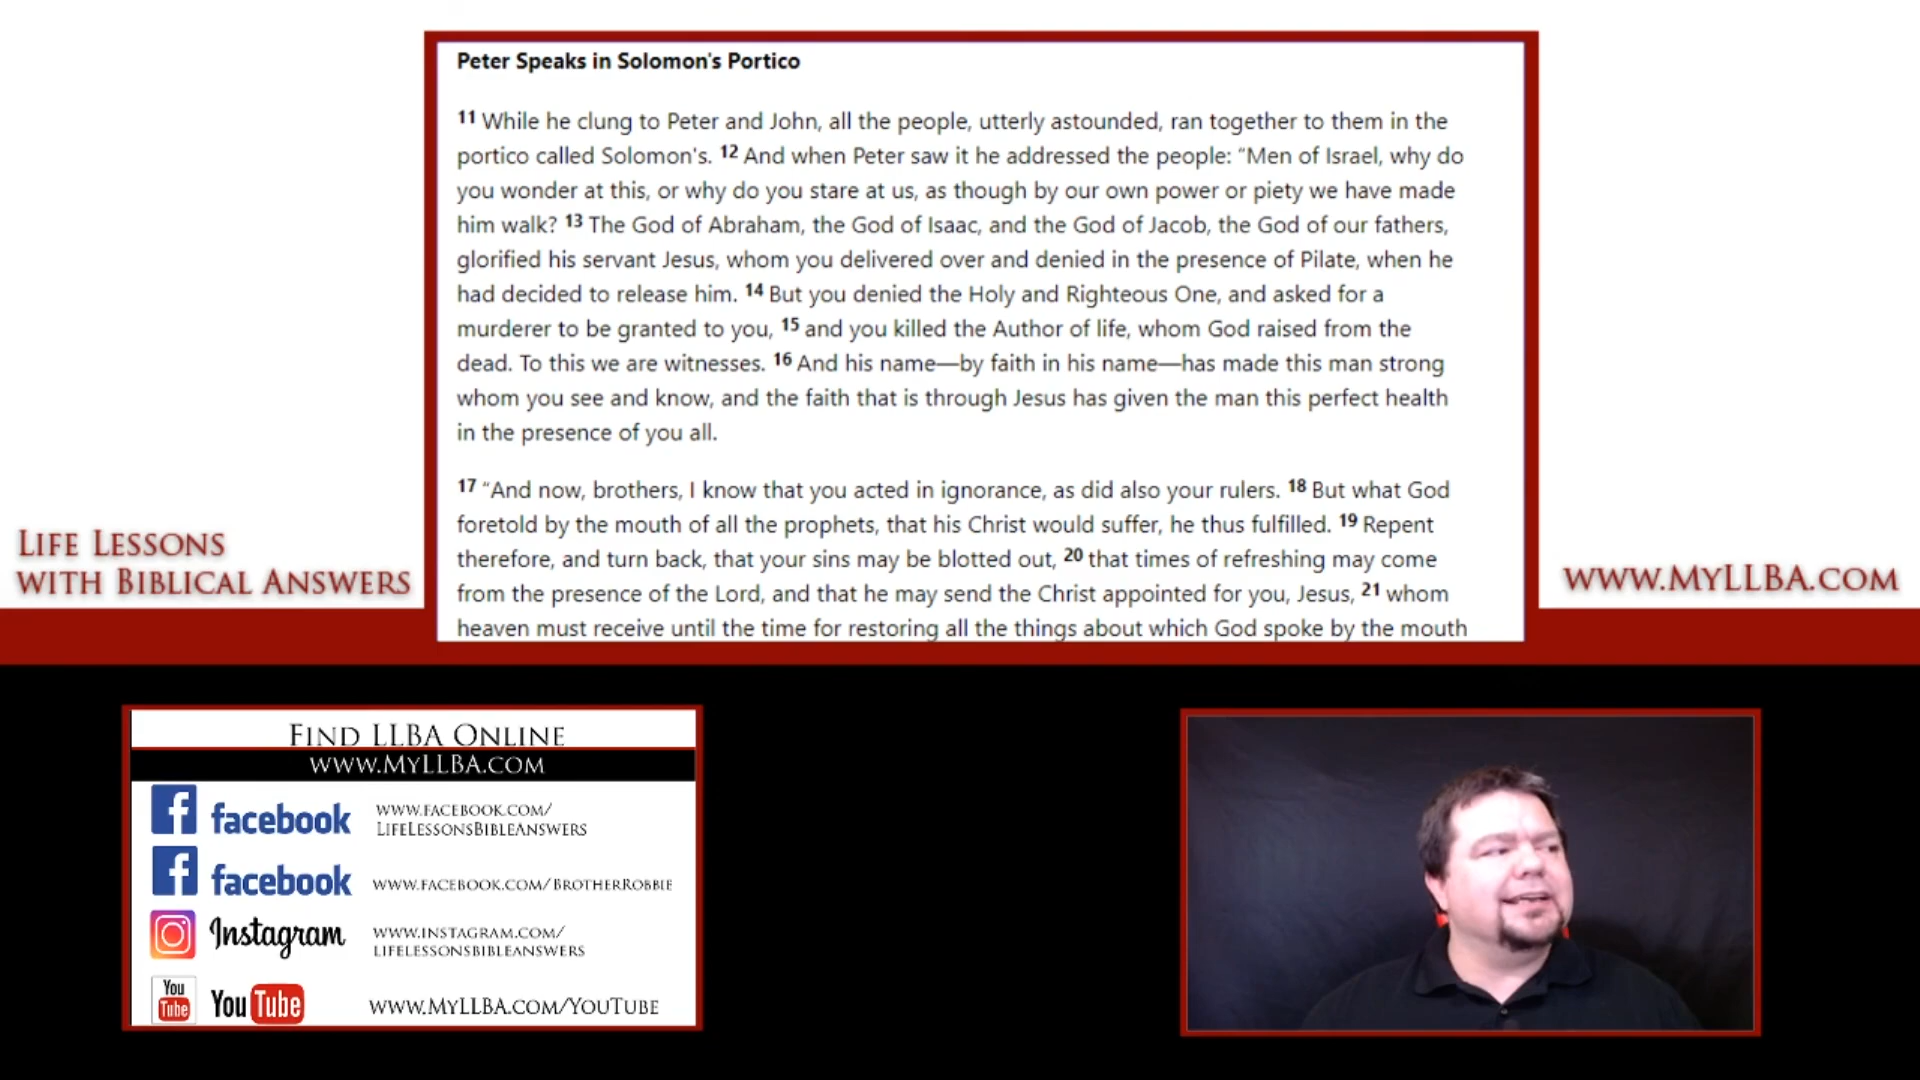 Peter Speaks in Solomon's Portico
11 While he clung to Peter and John, all the people, utterly astounded, ran together to them in the
portico called Solomon's. 12 And when Peter saw it he addressed the people: “Men of Israel, why do
you wonder at this, or why do you stare at us, as though by our own power or piety we have made
him walk? 13 The God of Abraham, the God of Isaac, and the God of Jacob, the God of our fathers,
glorified his servant Jesus, whom you delivered over and denied in the presence of Pilate, when he
had decided to release him. 14 But you denied the Holy and Righteous One, and asked for a
murderer to be granted to you, 15 and you killed the Author of life, whom God raised from the
dead. To this we are witnesses. 16 And his name—by faith in his name—has made this man strong
whom you see and know, and the faith that is through Jesus has given the man this perfect health
in the presence of you all.
17 “And now, brothers, I know that you acted in ignorance, as did also your rulers. 18 But what God
foretold by the mouth of all the prophets, that his Christ would suffer, he thus fulfilled. 19 Repent
therefore, and turn back, that your sins may be blotted out, 20 that times of refreshing may come
from the presence of the Lord, and that he may send the Christ appointed for you, Jesus, 21 whom
heaven must receive until the time for restoring all the things about which God spoke by the mouth
Life Lessons
with Biblical Answers
www.MyLLBA.com
Find LLBA Online
www.MyLLBA.com
facebook
www.facebook.com/
LifeLessonsBibleAnswers
facebook
www.facebook.com/BrotherRobbie
Instagram
www.instagram.com/
lifelessonsbibleanswers
You
Tube
YouTube
www.MyLLBA.com/YouTube